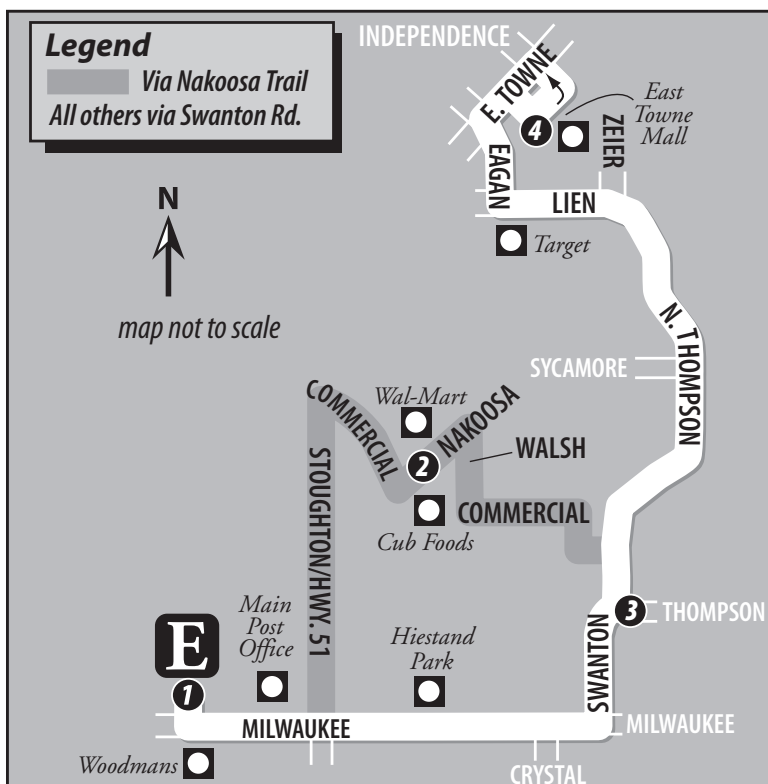 Legend
Via Nakoosa Trail
All others via Swanton Rd.
INDEPENDENCE
E. TOWNE
East
Towne
Mall
4
ZEIER
EAGAN
LIEN
Target
N
map not to scale
N. THOMPSON
SYCAMORE
COMMERCIAL
Wal-Mart
NAKOOSA
2
WALSH
STOUGHTON/HWY. 51
COMMERCIAL
Cub Foods
3
THOMPSON
SWANTON
E
1
Main
Post
Office
Hiestand
Park
MILWAUKEE
MILWAUKEE
Woodmans
CRYSTAL